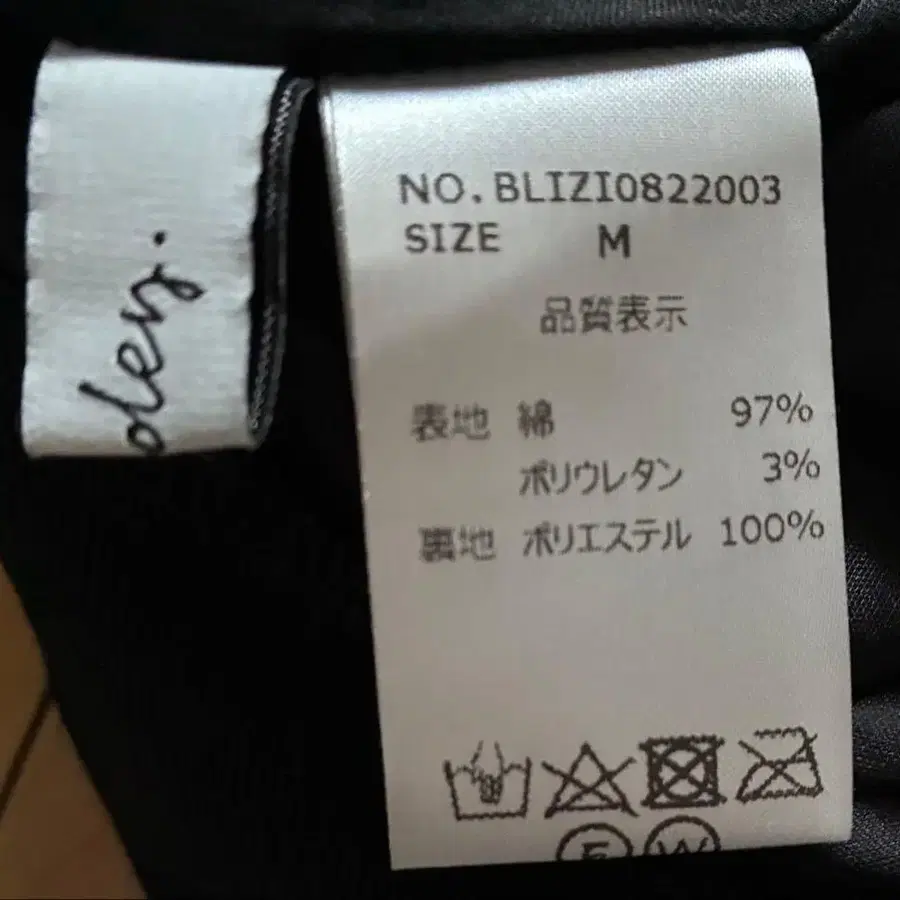 NO.BLIZI0822003
SIZE M
品質表示
表地 綿 97%
ポリウレタン 3%
裏地 ポリエステル 100%
W